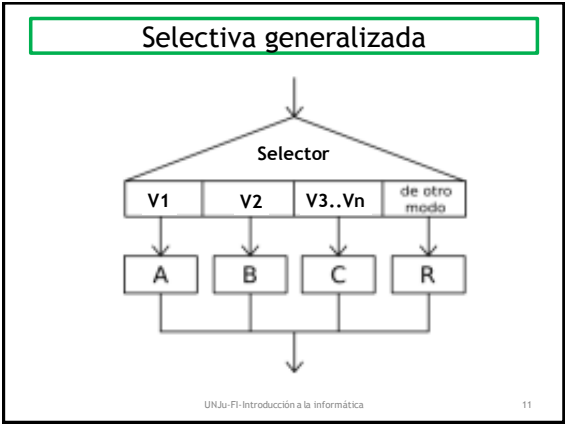 Selectiva generalizada
Selector
V1
V2
V3..Vn
de otro
modo
A
B
C
R
UNJu-FI-Introducción a la informática
11